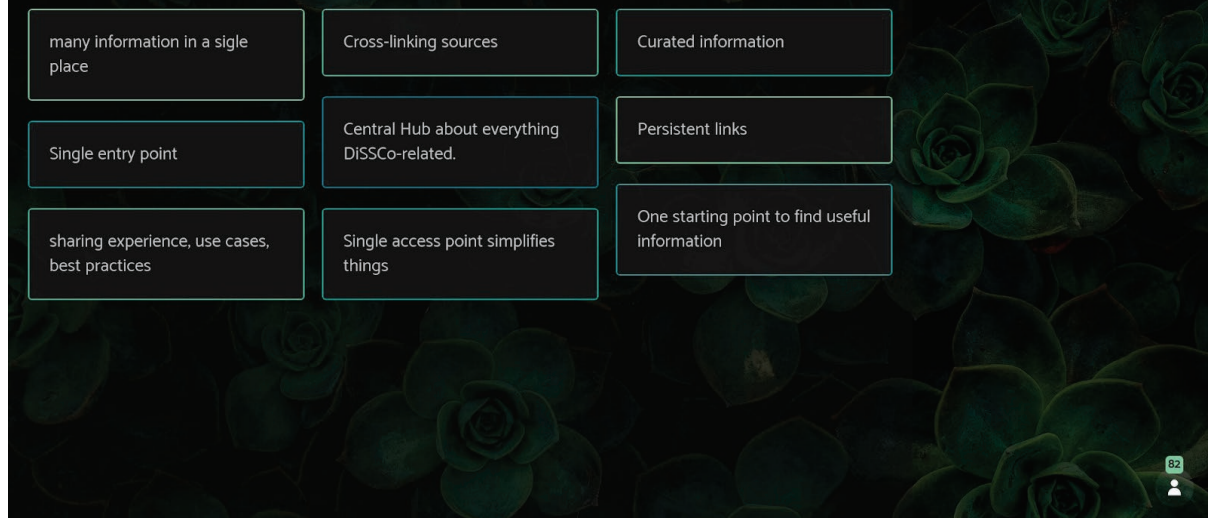 many information in a sigle
place
Single entry point
sharing experience, use cases,
best practices
Cross-linking sources
Central Hub about everything
DiSSCo-related.
Single access point simplifies
things
Curated information
Persistent links
One starting point to find useful
information
82